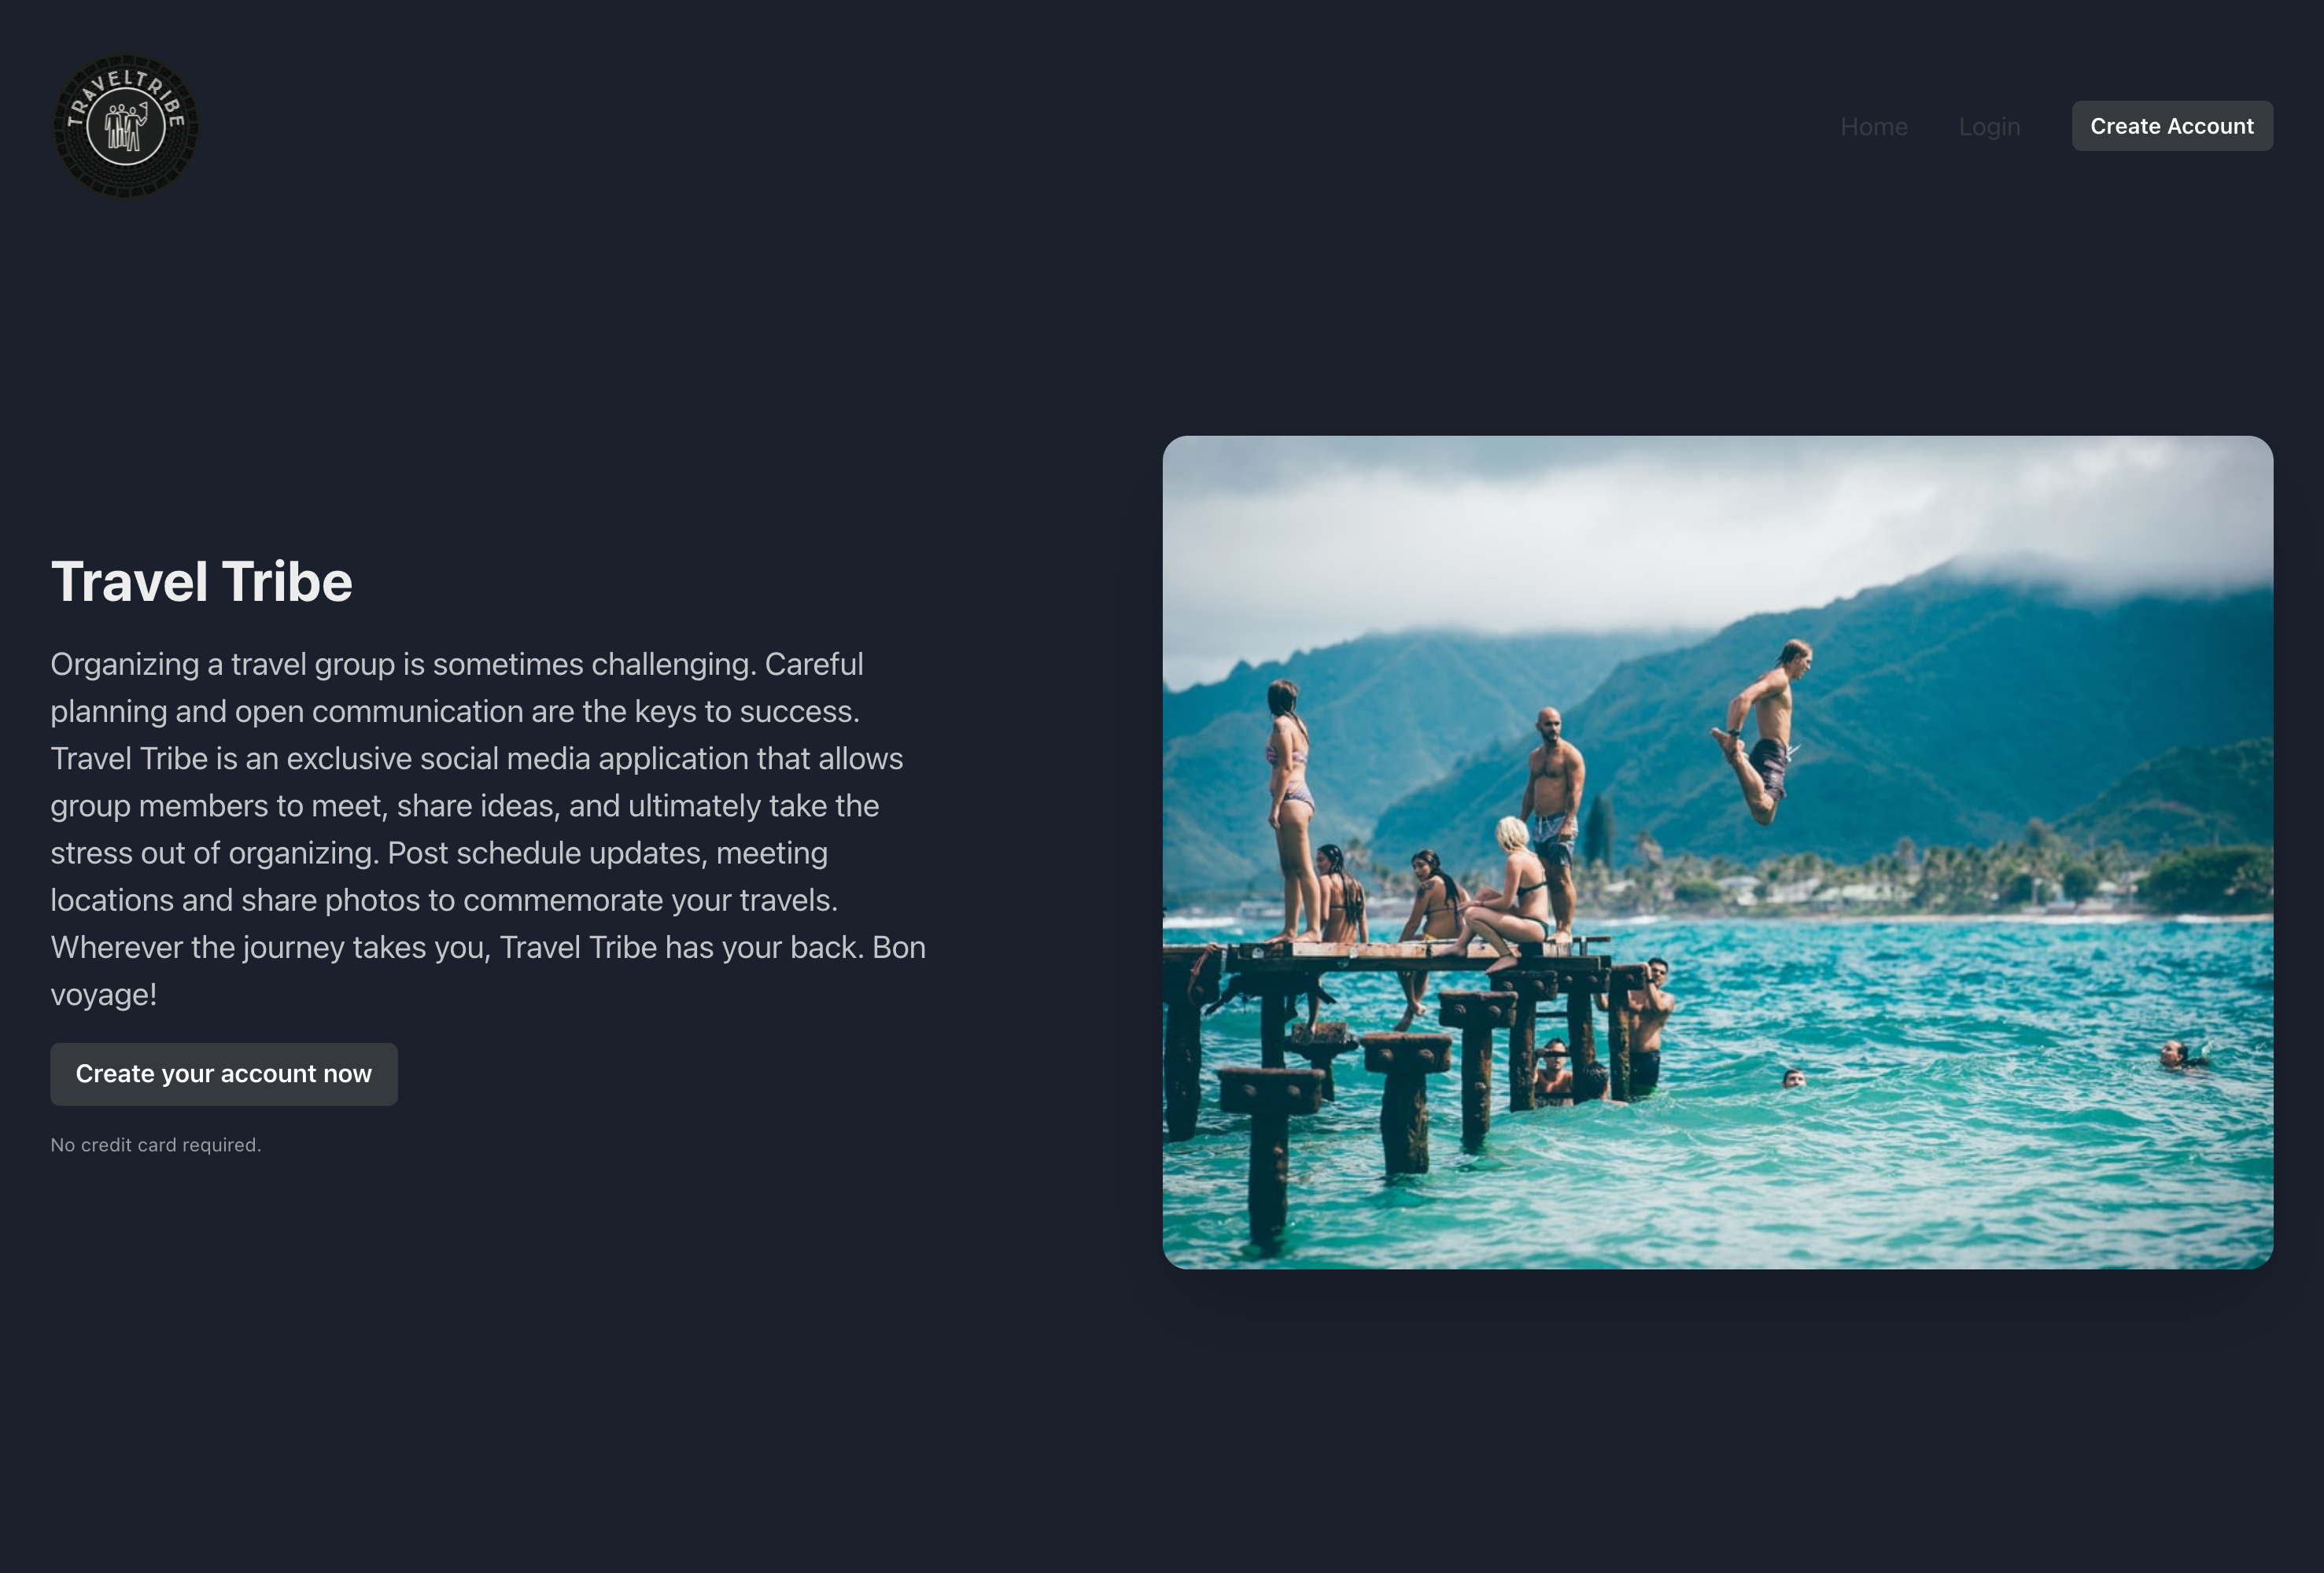 TRAVELTRIBE
Home
Login
Create Account
Travel Tribe
Organizing a travel group is sometimes challenging. Careful
planning and open communication are the keys to success.
Travel Tribe is an exclusive social media application that allows
group members to meet, share ideas, and ultimately take the
stress out of organizing. Post schedule updates, meeting
locations and share photos to commemorate your travels.
Wherever the journey takes you, Travel Tribe has your back. Bon
voyage!
Create your account now
No credit card required.